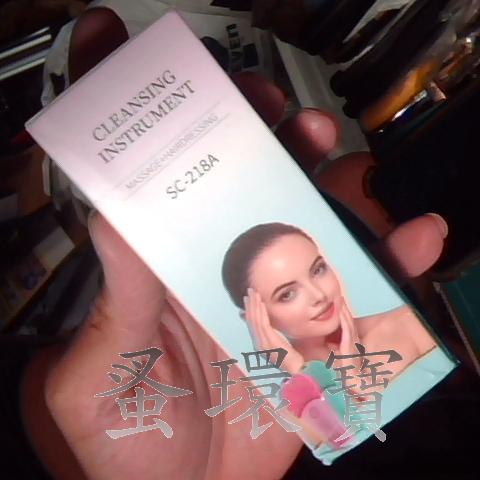 CLEANSING
INSTRUMENT
MASSAGE+HAIRDRESSING
SC-218A
蚤環寶